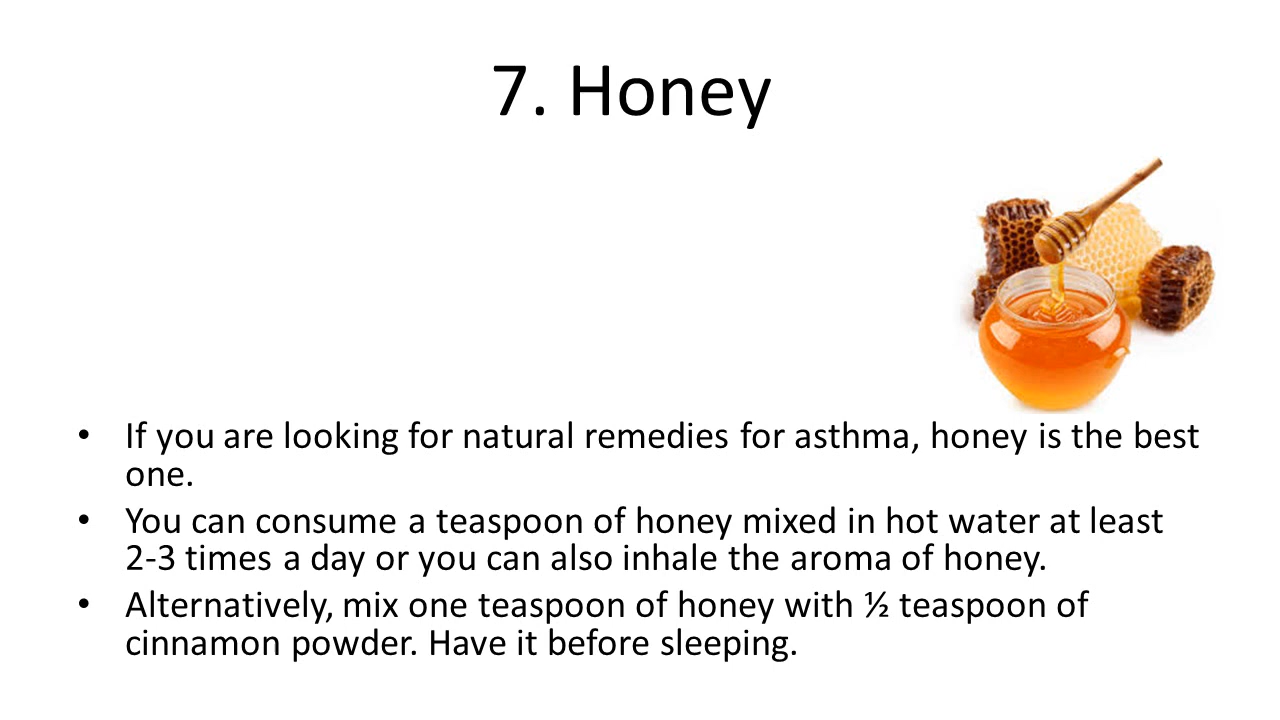 7. Honey
• If you are looking for natural remedies for asthma, honey is the best
one.
• You can consume a teaspoon of honey mixed in hot water at least
2-3 times a day or you can also inhale the aroma of honey.
• Alternatively, mix one teaspoon of honey with ½ teaspoon of
cinnamon powder. Have it before sleeping.